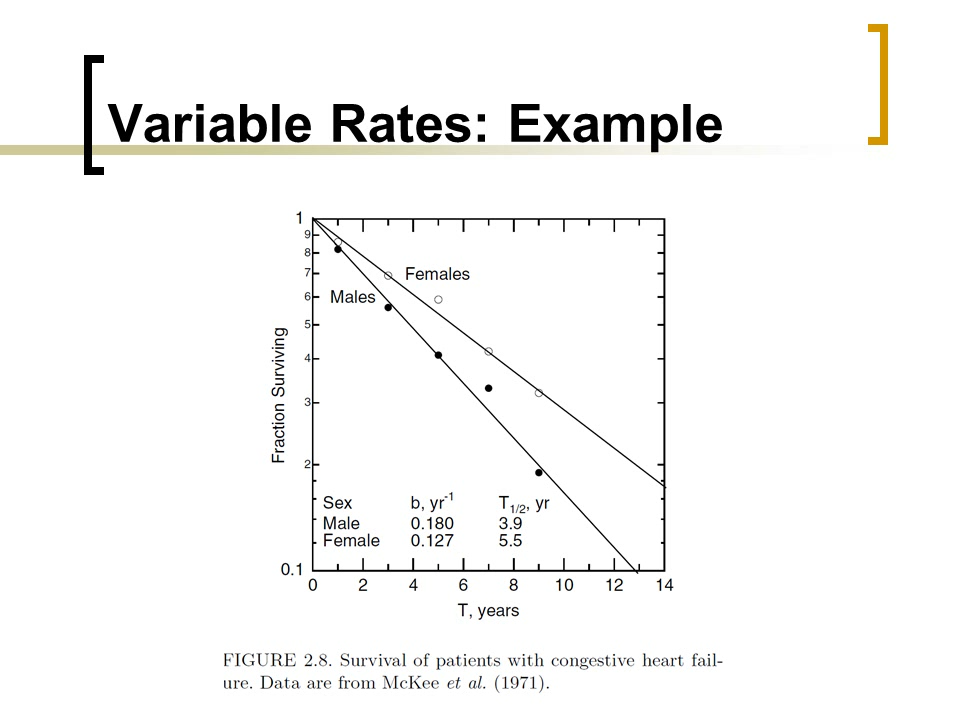 Variable Rates: Example
1
9
8
7
6
5
4
3
2
0.1
Fraction Surviving
Females
Males
Sex b, yr-1 T1/2, yr
Male 0.180 3.9
Female 0.127 5.5
0 2 4 6 8 10 12 14
T, years
FIGURE 2.8. Survival of patients with congestive heart fail-
ure. Data are from McKee et al. (1971).